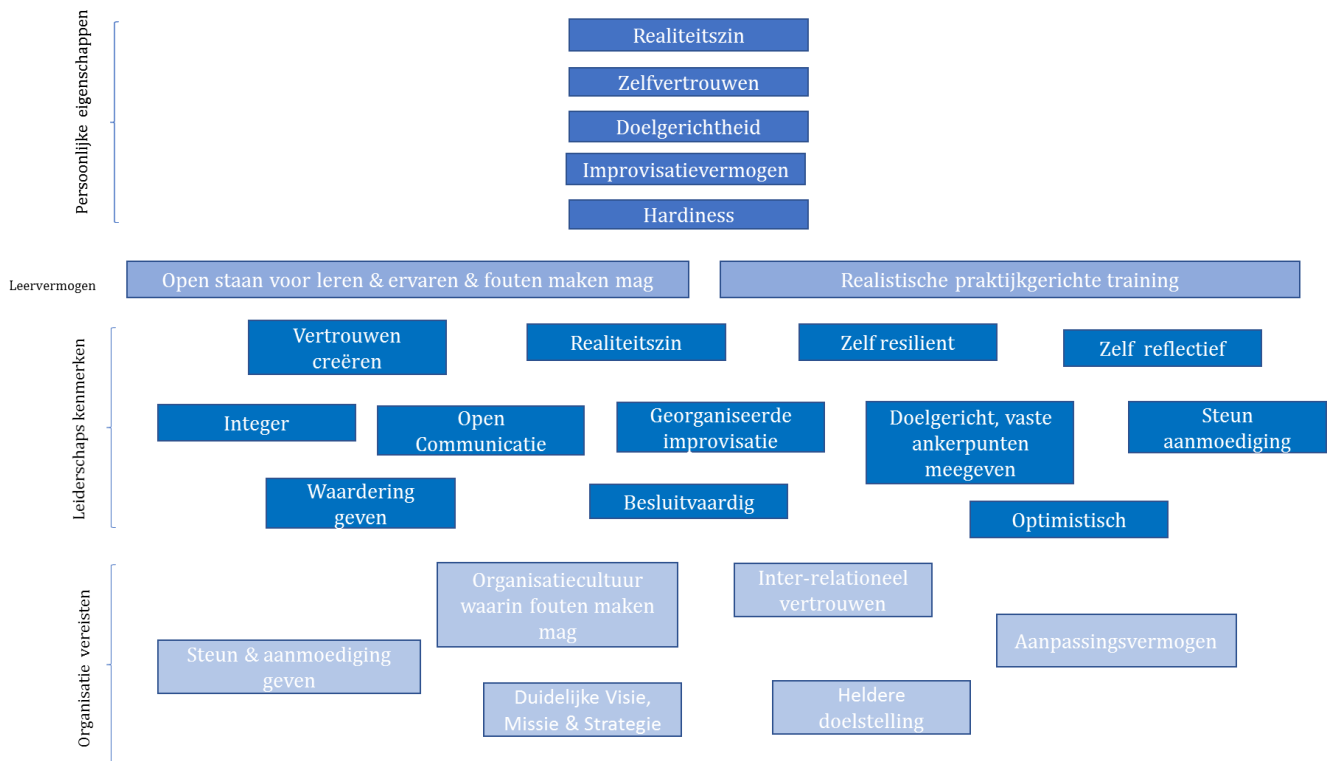 Persoonlijke eigenschappen
Realiteitszin
Zelfvertrouwen
Doelgerichtheid
Improvisatievermogen
Hardiness
Leervermogen
Open staan voor leren & ervaren & fouten maken mag
Realistische praktijkgerichte training
Leiderschaps kenmerken
Vertrouwen
creëren
Realiteitszin
Zelf resilient
Zelf reflectief
Integer
Open
Communicatie
Georganiseerde
improvisatie
Doelgericht, vaste
ankerpunten
meegeven
Steun
aanmoediging
Waardering
geven
Besluitvaardig
Optimistisch
Organisatie vereisten
Organisatiecultuur
waarin fouten maken
mag
Inter-relationeel
vertrouwen
Aanpassingsvermogen
Steun & aanmoediging
geven
Duidelijke Visie,
Missie & Strategie
Heldere
doelstelling